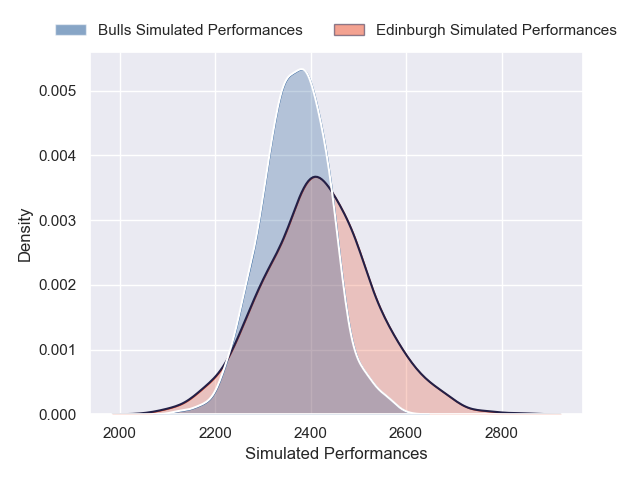 Bulls Simulated Performances
Edinburgh Simulated Performances
0.005
0.004
0.003
0.002
0.001
0.000
Density
2000 2200 2400 2600 2800
Simulated Performances